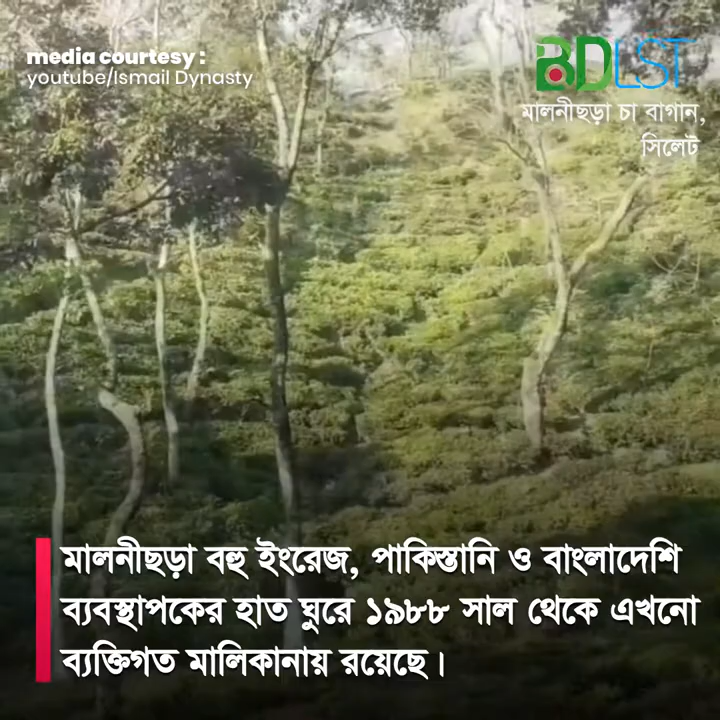 media courtesy :
youtube/Ismail Dynasty
BDLST
মালনীছড়া চা বাগান,
সিলেট
মালনীছড়া বহু ইংরেজ, পাকিস্তানি ও বাংলাদেশি
ব্যবস্থাপকের হাত ঘুরে ১৯৮৮ সাল থেকে এখনো
ব্যক্তিগত মালিকানায় রয়েছে।